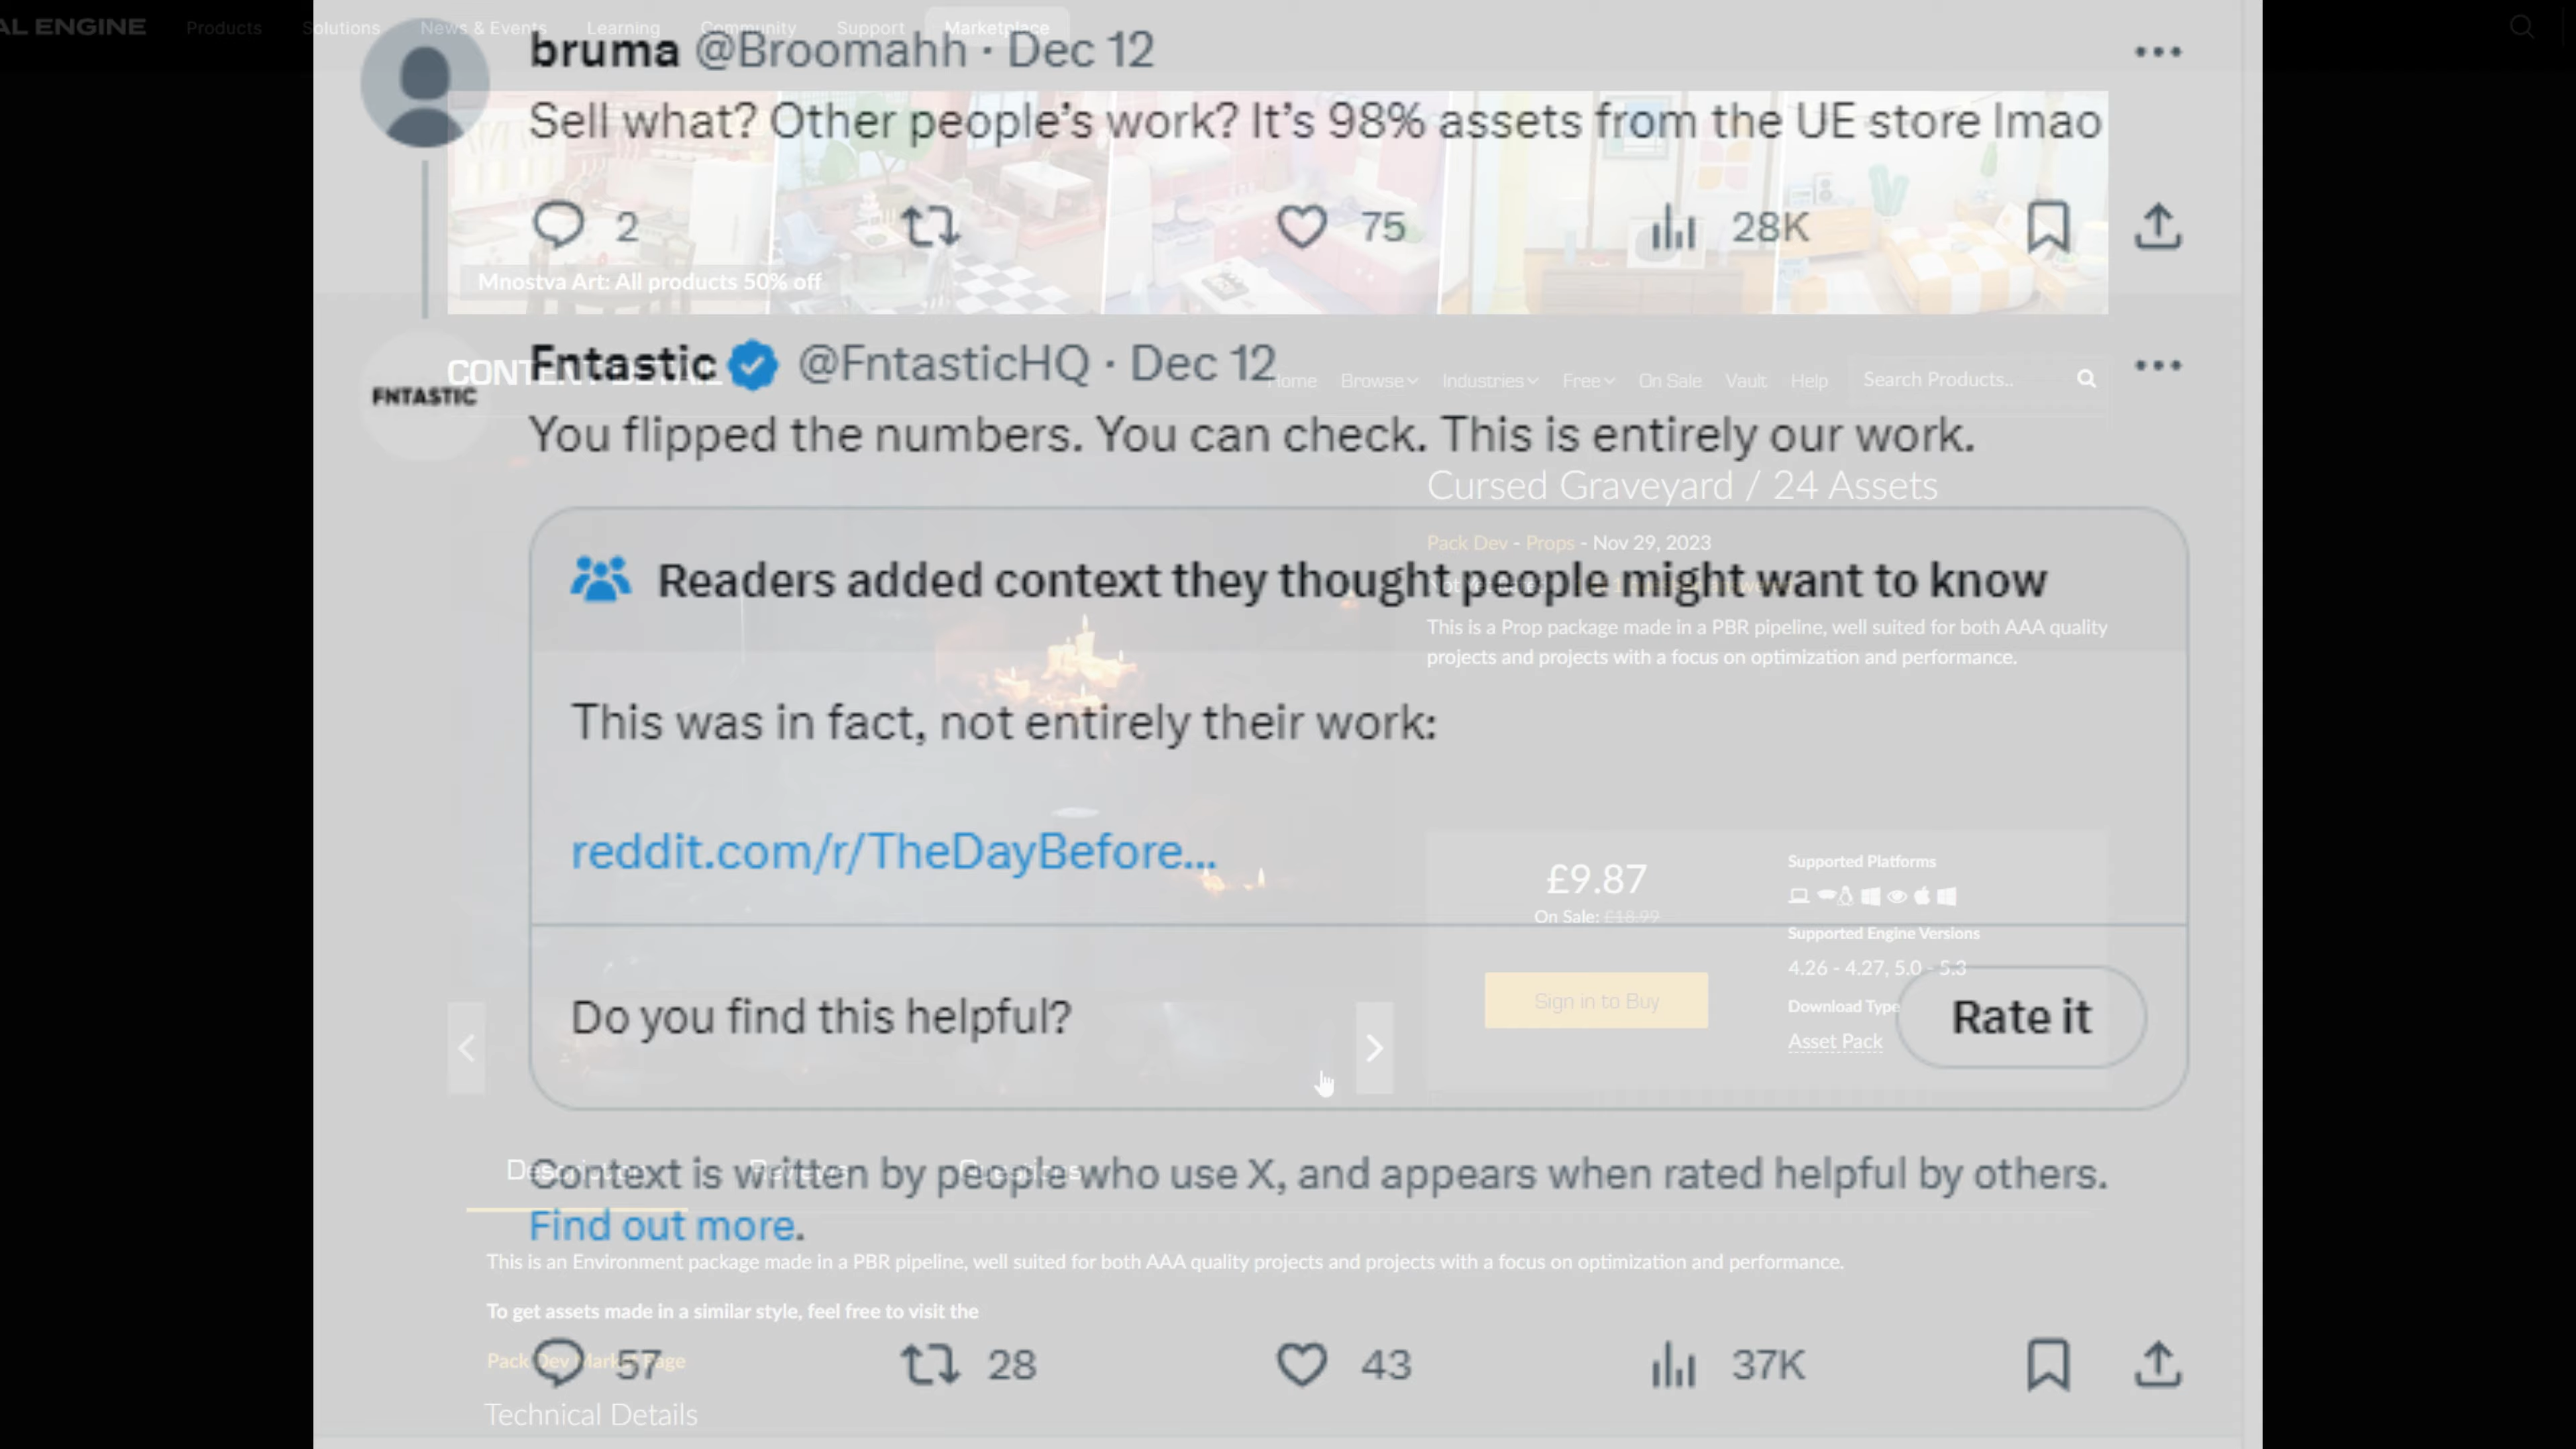 AL ENGINE Products Solutions News & Events Learning Community Support Marketplace
bruma @Broomahh · Dec 12
Sell what? Other people's work? It's 98% assets from the UE store lmao
2 75 28K
Mnostva Art: All products 50% off
Fntastic @FntasticHQ · Dec 12
FNTASTIC
Home Browse Industries Free On Sale Vault Help Search Products..
You flipped the numbers. You can check. This is entirely our work.
Cursed Graveyard / 24 Assets
Pack Dev - Props - Nov 29, 2023
Readers added context they thought people might want to know
This is a Prop package made in a PBR pipeline, well suited for both AAA quality
projects and projects with a focus on optimization and performance.
This was in fact, not entirely their work:
reddit.com/r/TheDayBefore...
£9.87
On Sale: £18.99
Supported Platforms
Supported Engine Versions
4.26 - 4.27, 5.0 - 5.3
Sign in to Buy
Download Type
Asset Pack
Do you find this helpful?
Rate it
Description Reviews Questions
Context is written by people who use X, and appears when rated helpful by others.
Find out more.
This is an Environment package made in a PBR pipeline, well suited for both AAA quality projects and projects with a focus on optimization and performance.
To get assets made in a similar style, feel free to visit the
Pack Dev Market Page
57 28 43 37K
Technical Details